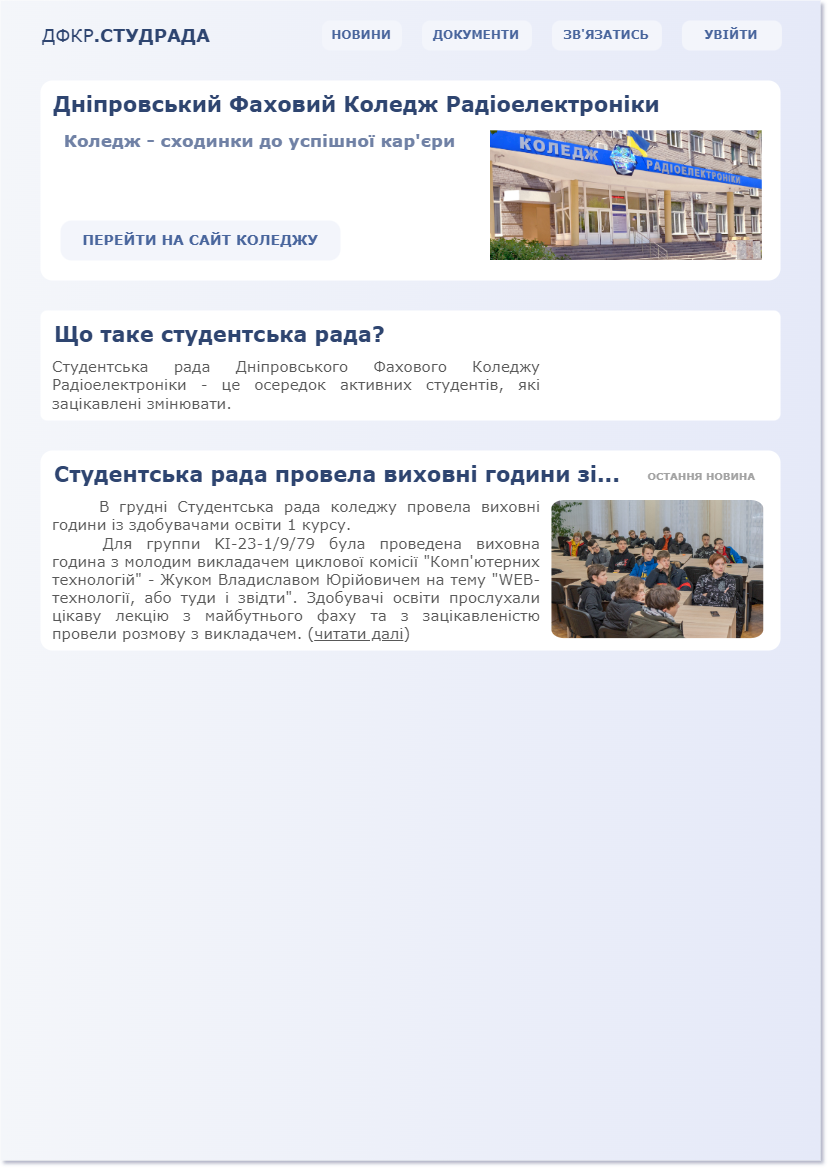 ДФКР.СТУДРАДА
НОВИНИ
ДОКУМЕНТИ
ЗВ'ЯЗАТИСЬ
УВІЙТИ
Дніпровський Фаховий Коледж Радіоелектроніки
Коледж - сходинки до успішної кар'єри
КОЛЕДЖ РАДІОЕЛЕКТРОНІКИ
ПЕРЕЙТИ НА САЙТ КОЛЕДЖУ
Що таке студентська рада?
Студентська рада Дніпровського Фахового Коледжу
Радіоелектроніки - це осередок активних студентів, які
зацікавлені змінювати.
Студентська рада провела виховні години зі...
ОСТАННЯ НОВИНА
В грудні Студентська рада коледжу провела виховні
години із здобувачами освіти 1 курсу.
Для группи КІ-23-1/9/79 була проведена виховна
година з молодим викладачем циклової комісії "Комп'ютерних
технологій" - Жуком Владиславом Юрійовичем на тему "WEB-
технології, або туди і звідти". Здобувачі освіти прослухали
цікаву лекцію з майбутнього фаху та з зацікавленістю
провели розмову з викладачем. (читати далі)